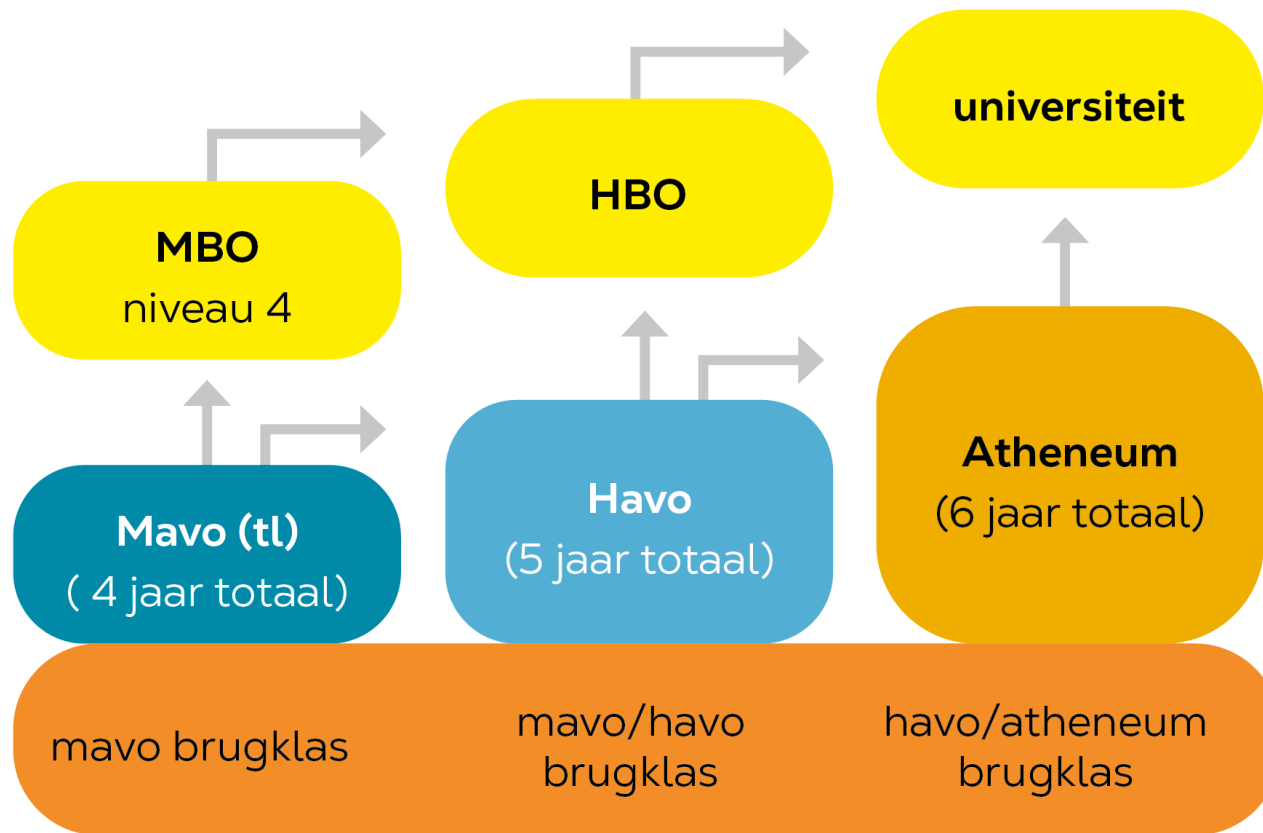 universiteit
HBO
MBO
niveau 4
Atheneum
(6 jaar totaal)
Havo
(5 jaar totaal)
Mavo (tl)
( 4 jaar totaal)
mavo brugklas
mavo/havo
brugklas
havo/atheneum
brugklas